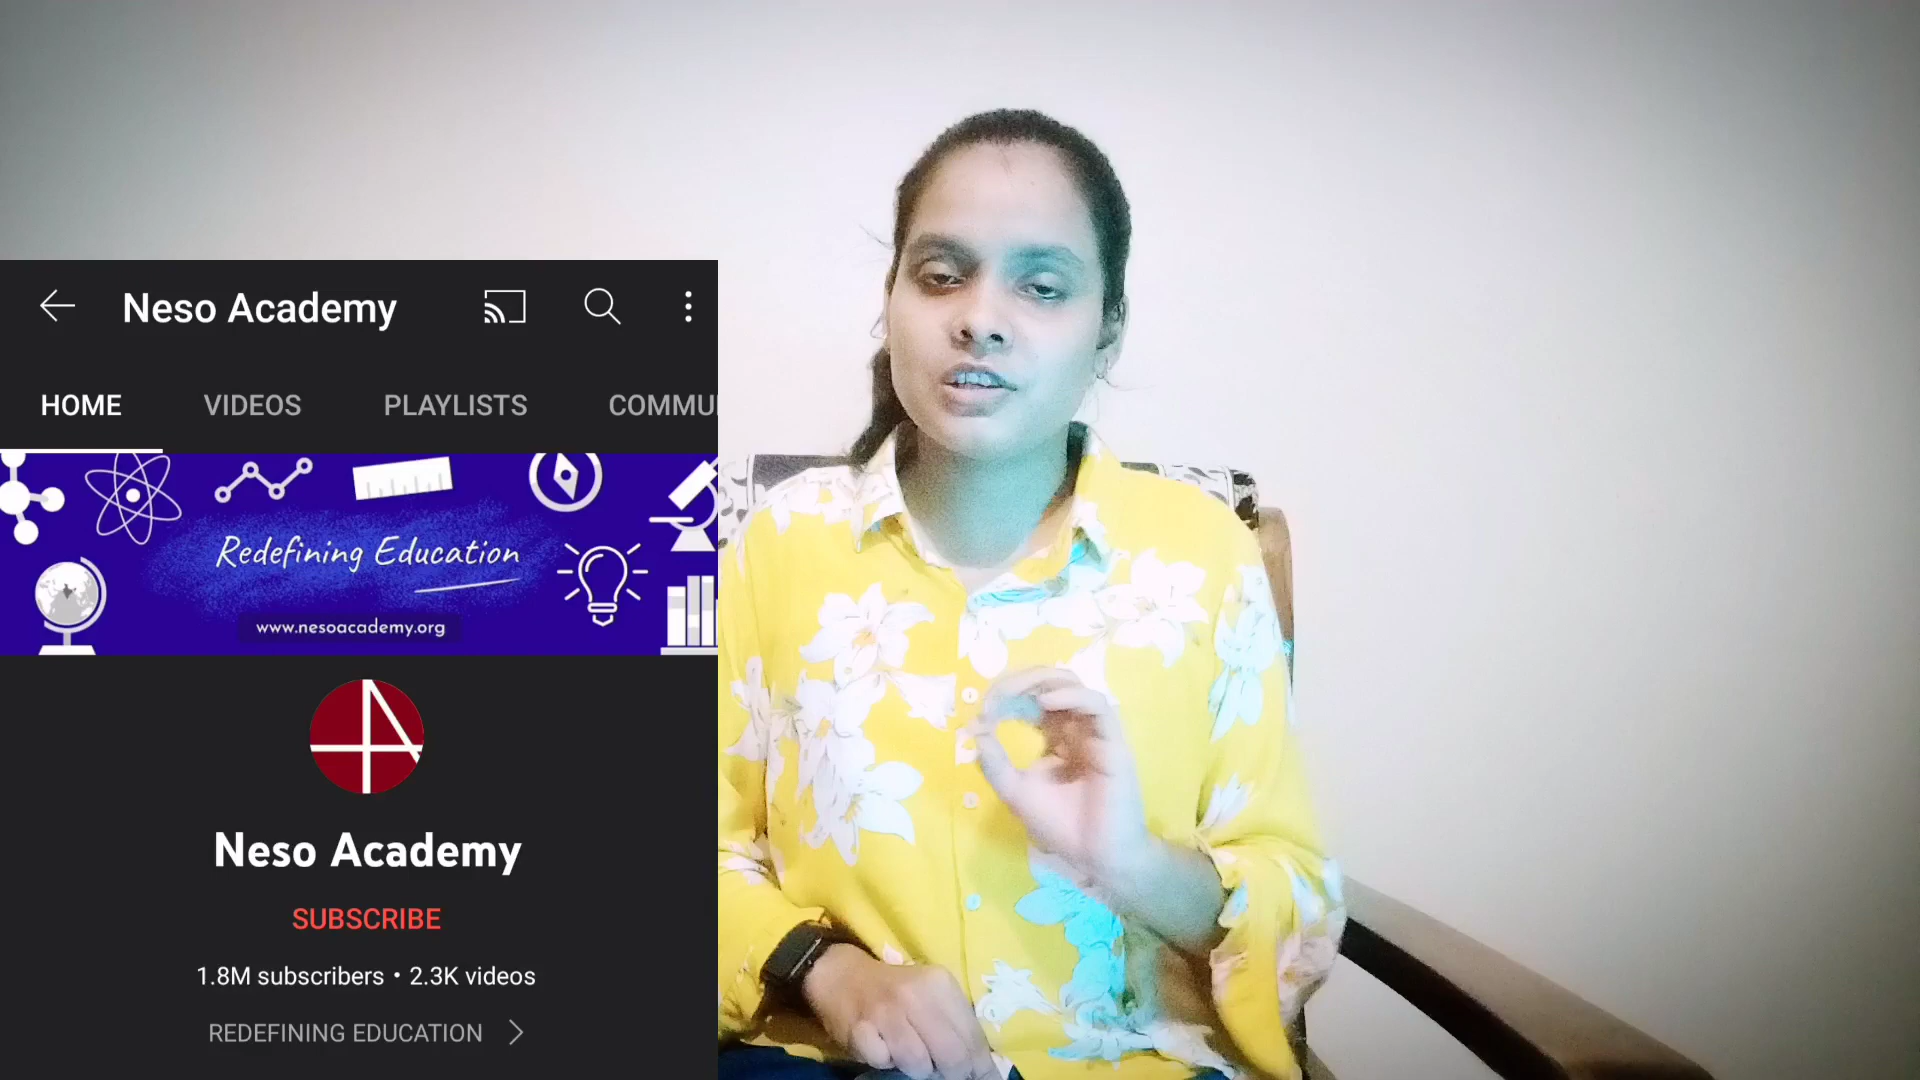 Neso Academy
HOME VIDEOS PLAYLISTS COMMU
Redefining Education
www.nesoacademy.org
Neso Academy
SUBSCRIBE
1.8M subscribers • 2.3K videos
REDEFINING EDUCATION